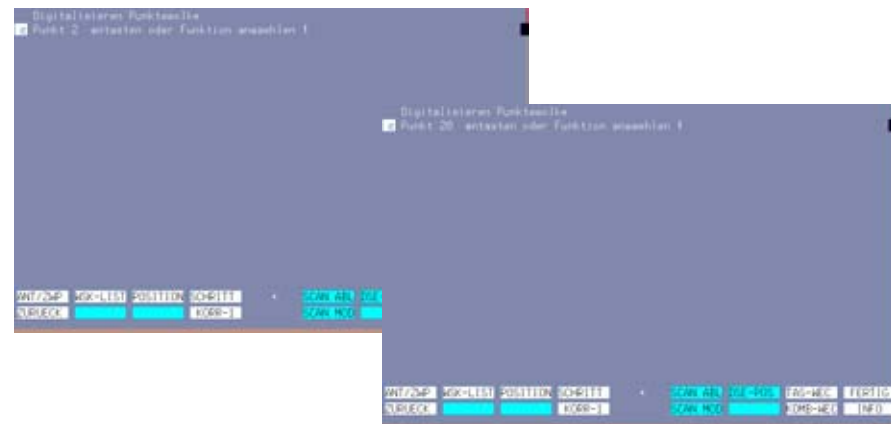 Digitalisieren Punktewolke
Punkt 2 antasten oder Funktion anwaehlen !
ANT/ZWP WSK-LIST POSITION SCHRITT SCAN ABL
ZURUECK KORR-1 SCAN MOD
Digitalisieren Punktewolke
Punkt 20 antasten oder Funktion anwaehlen !
ANT/ZWP WSK-LIST POSITION SCHRITT SCAN ABL ISE-POS TAS-WEC FERTIG
ZURUECK KORR-1 SCAN MOD KOMB-WEC INFO